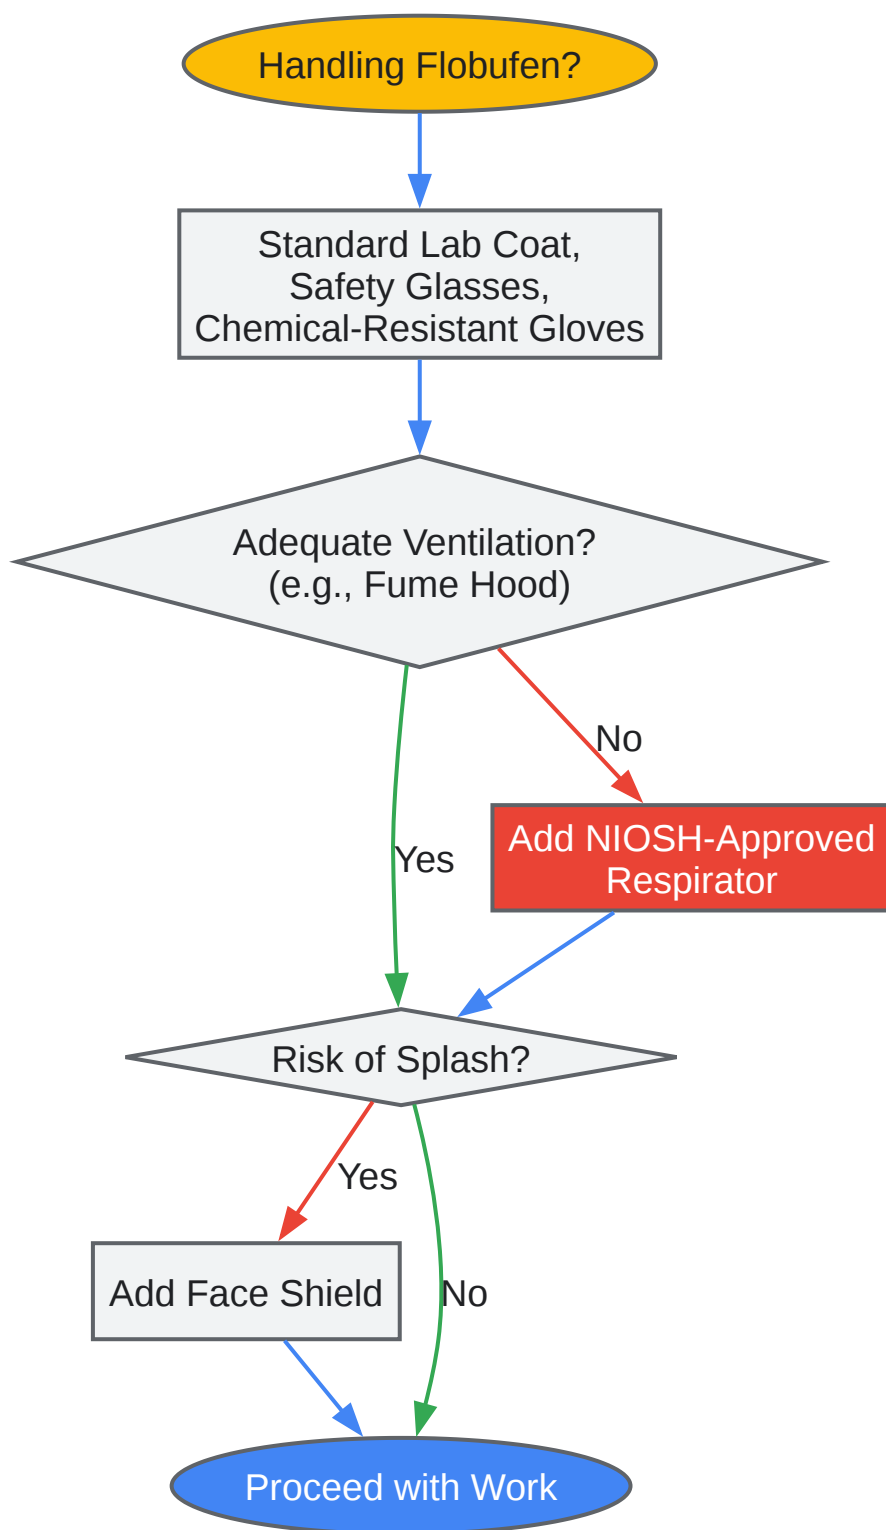 Handling Flobufen?
Standard Lab Coat,
Safety Glasses,
Chemical-Resistant Gloves
Adequate Ventilation?
(e.g., Fume Hood)
No
Add NIOSH-Approved
Respirator
Yes
Risk of Splash?
Yes
Add Face Shield
No
Proceed with Work